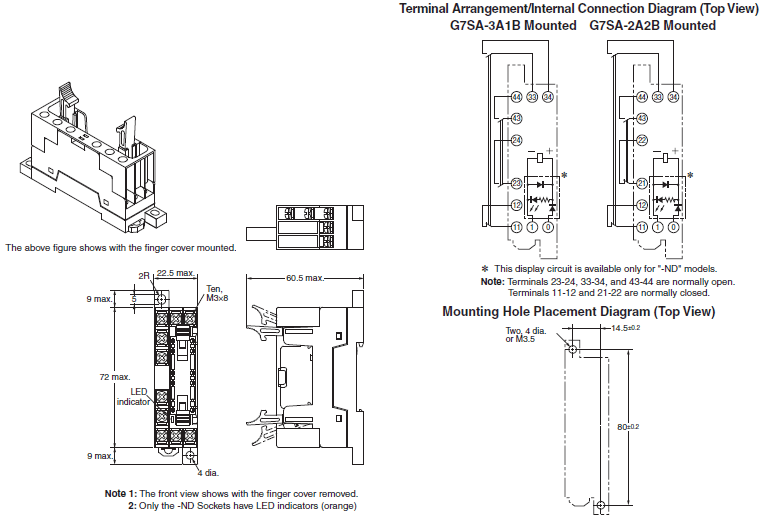 Terminal Arrangement/Internal Connection Diagram (Top View)
G7SA-3A1B Mounted G7SA-2A2B Mounted
44 33 34
43
24
23
12
11 1 0
− +
*
44 33 34
43
22
21
12
11 1 0
− +
*
The above figure shows with the finger cover mounted.
* This display circuit is available only for "-ND" models.
Note: Terminals 23-24, 33-34, and 43-44 are normally open.
Terminals 11-12 and 21-22 are normally closed.
2R
22.5 max.
9 max.
5
Ten,
M3×8
72 max.
LED
indicator
9 max.
4 dia.
60.5 max.
Mounting Hole Placement Diagram (Top View)
Two, 4 dia.
or M3.5
14.5±0.2
80±0.2
Note 1: The front view shows with the finger cover removed.
2: Only the -ND Sockets have LED indicators (orange)